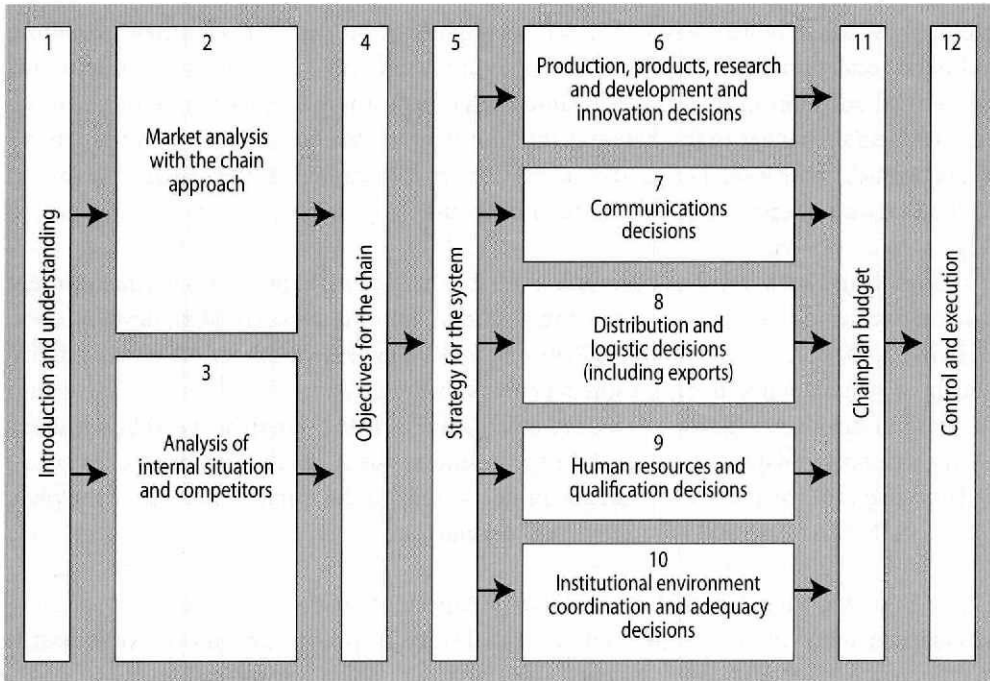 1
Introduction and understanding
2
Market analysis
with the chain
approach
3
Analysis of
internal situation
and competitors
4
Objectives for the chain
5
Strategy for the system
6
Production, products, research
and development and
innovation decisions
7
Communications
decisions
8
Distribution and
logistic decisions
(including exports)
9
Human resources and
qualification decisions
10
Institutional environment
coordination and adequacy
decisions
11
Chainplan budget
12
Control and execution